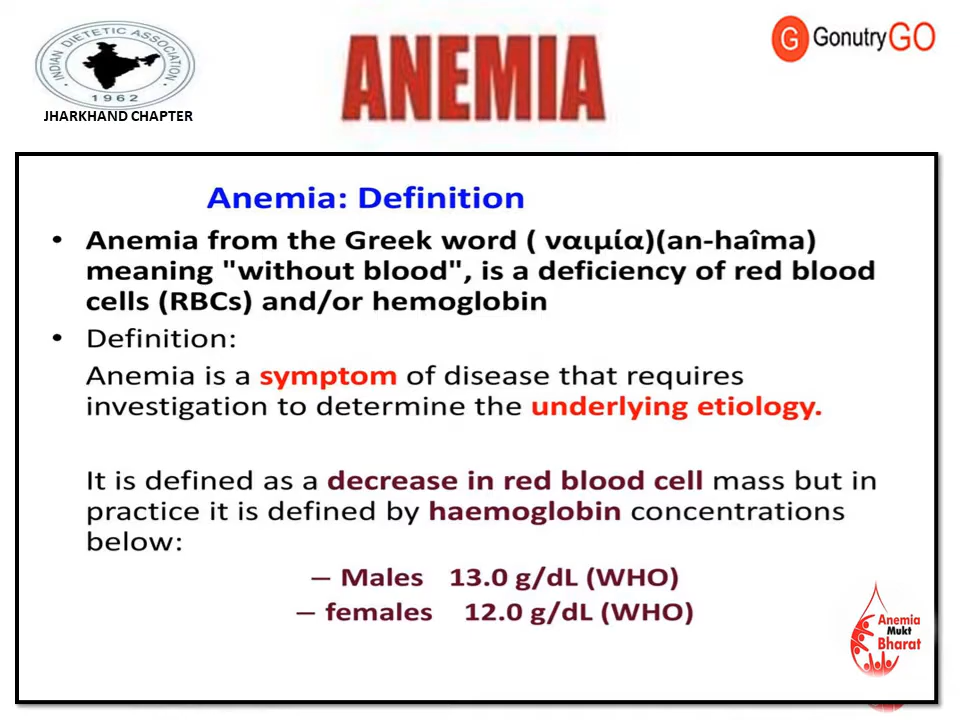 INDIAN DIETETIC ASSOCIATION
1962
JHARKHAND CHAPTER
ANEMIA
G GonutryGO
Anemia: Definition
• Anemia from the Greek word ( ναιμία)(an-haîma)
meaning "without blood", is a deficiency of red blood
cells (RBCs) and/or hemoglobin
• Definition:
Anemia is a symptom of disease that requires
investigation to determine the underlying etiology.
It is defined as a decrease in red blood cell mass but in
practice it is defined by haemoglobin concentrations
below:
– Males 13.0 g/dL (WHO)
– females 12.0 g/dL (WHO)
Anemia
Mukt
Bharat